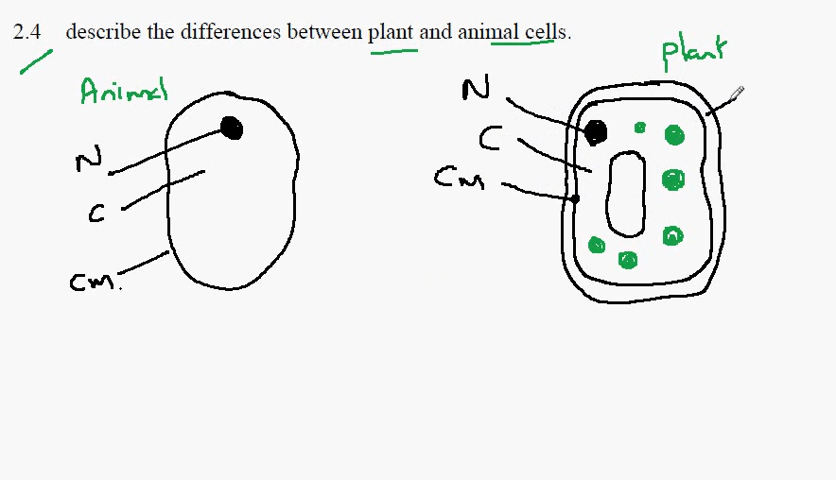 2.4 describe the differences between plant and animal cells.
plant
Animal
N
C
Cm.
N
C
Cm